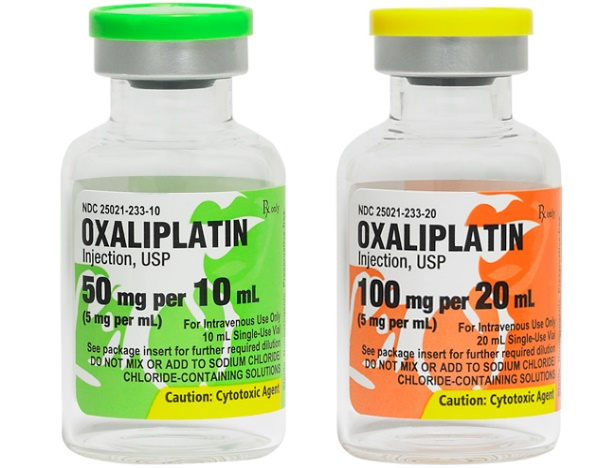 NDC 25021-233-10
Rx only
OXALIPLATIN
Injection, USP
50 mg per 10 mL
(5 mg per mL)
For Intravenous Use Only
10 mL Single-Use Vial
See package insert for further required dilution
DO NOT MIX OR ADD TO SODIUM CHLORIDE/
CHLORIDE-CONTAINING SOLUTIONS
Caution: Cytotoxic Agent
NDC 25021-233-20
Rx only
OXALIPLATIN
Injection, USP
100 mg per 20 mL
(5 mg per mL)
For Intravenous Use Only
20 mL Single-Use Vial
See package insert for further required dilution
DO NOT MIX OR ADD TO SODIUM CHLORIDE/
CHLORIDE-CONTAINING SOLUTIONS
Caution: Cytotoxic Agent